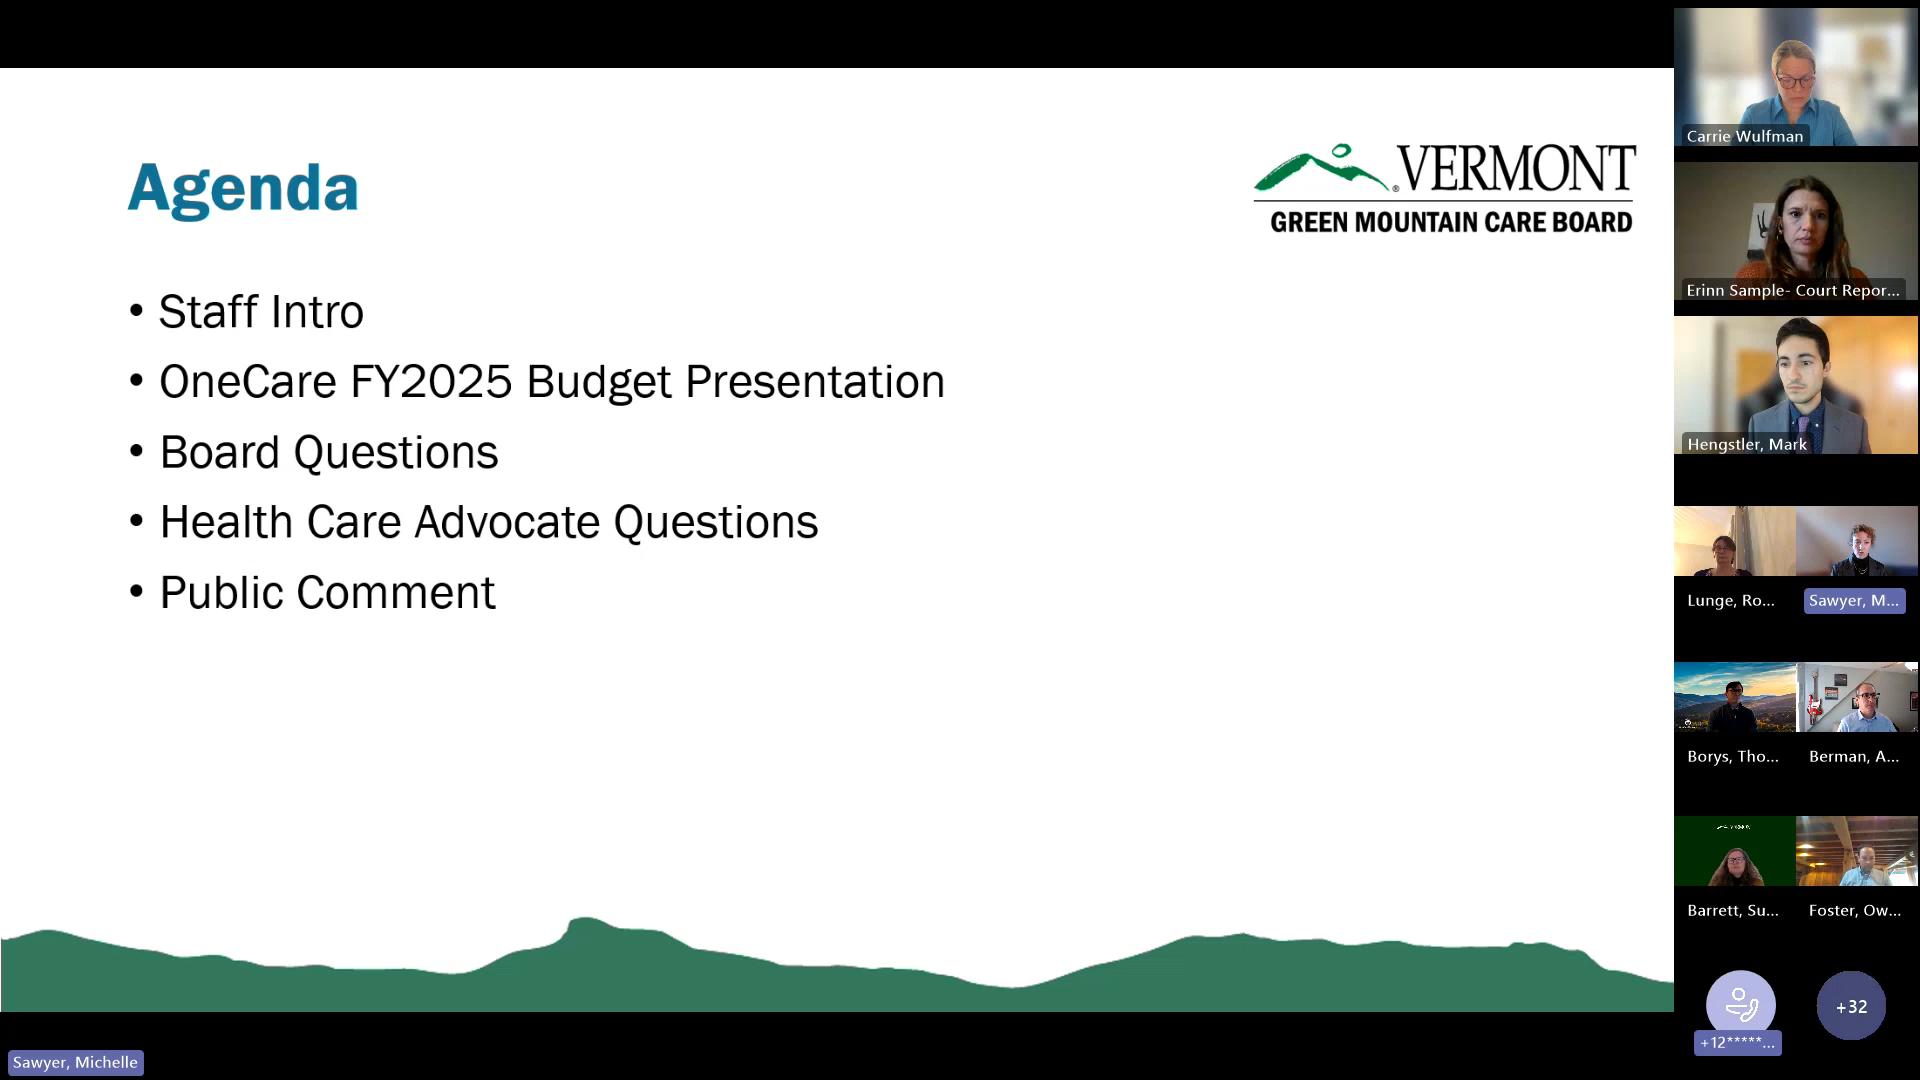 Agenda
VERMONT
GREEN MOUNTAIN CARE BOARD
• Staff Intro
• OneCare FY2025 Budget Presentation
• Board Questions
• Health Care Advocate Questions
• Public Comment
Carrie Wulfman
Erinn Sample- Court Repor...
Hengstler, Mark
Lunge, Ro...
Sawyer, M...
Borys, Tho...
Berman, A...
Barrett, Su...
Foster, Ow...
+12*****...
+32
Sawyer, Michelle